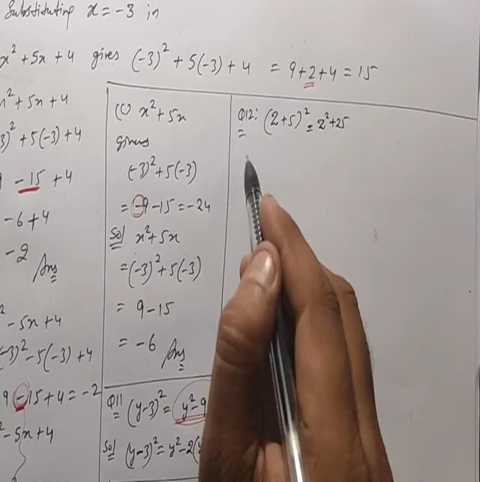 Substituting x = -3 in
x² + 5x + 4 gives (-3)² + 5(-3) + 4 = 9 + 2 + 4 = 15
x² + 5x + 4
3)² + 5(-3) + 4
- 15 + 4
- 6 + 4
- 2 Ans
- 5x + 4
-3)² - 5(-3) + 4
9 - 15 + 4 = -2
² - 5x + 4
(c) x² + 5x
gives
(-3)² + 5(-3)
= -9 - 15 = -24
Sol x² + 5x
= (-3)² + 5(-3)
= 9 - 15
= -6 Ans
Q11 (y-3)² = y² - 9
Sol (y-3)² = y² - 2(y
Q12: (z+5)² = z² + 25